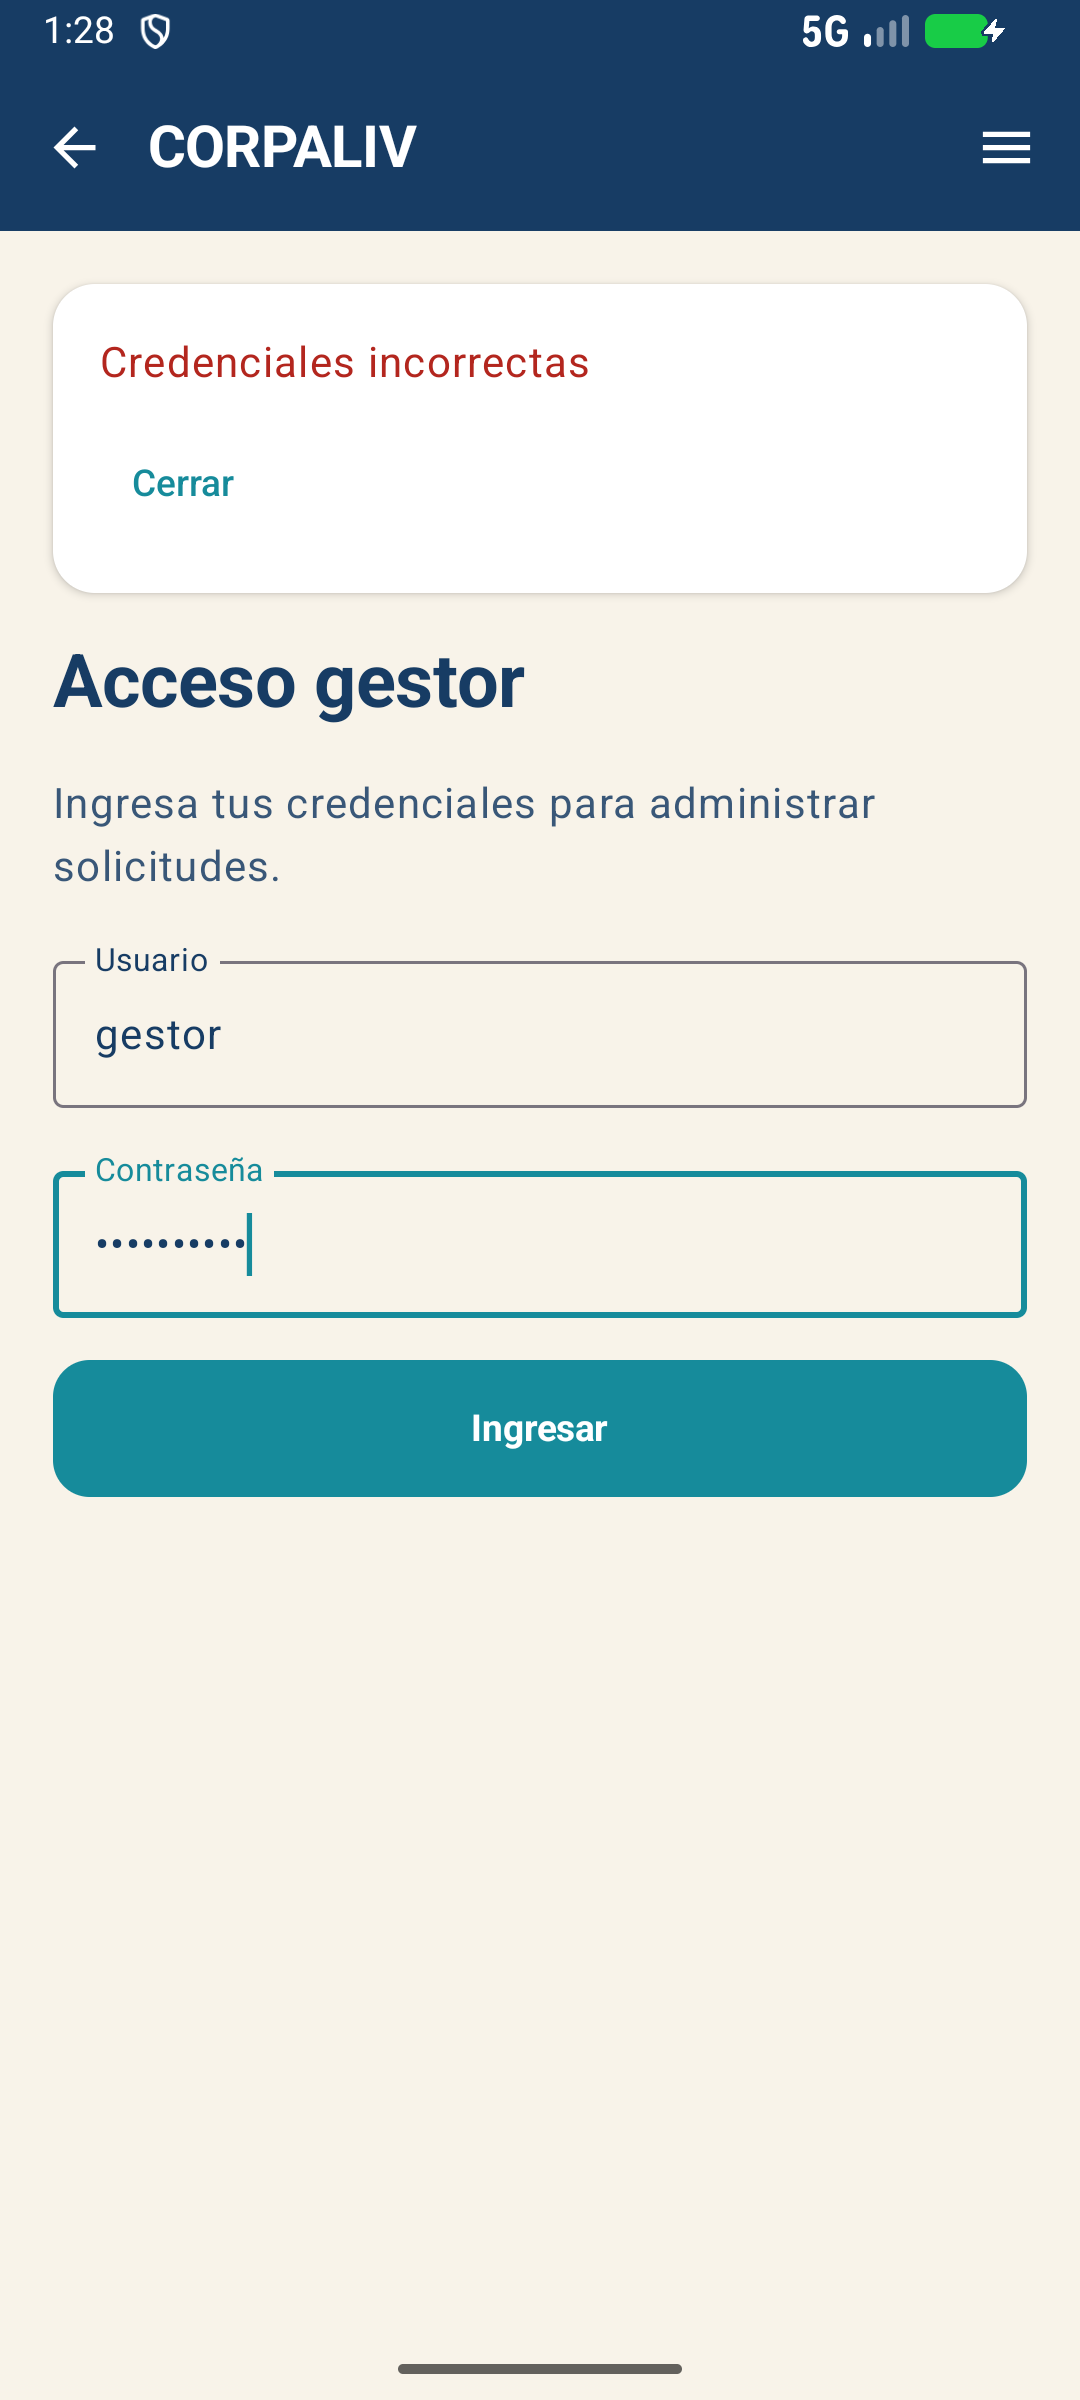 1:28 5G
CORPALIV
Credenciales incorrectas
Cerrar
Acceso gestor
Ingresa tus credenciales para administrar
solicitudes.
Usuario
gestor
Contraseña
••••••••••
Ingresar